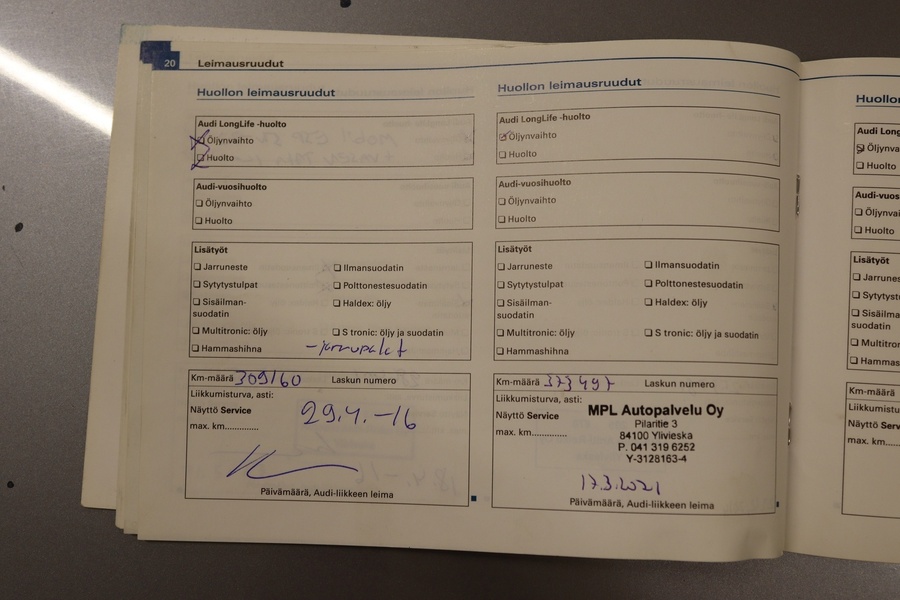 20 Leimausruudut
Huollon leimausruudut
Audi LongLife -huolto
Öljynvaihto
Huolto
Audi-vuosihuolto
Öljynvaihto
Huolto
Lisätyöt
Jarruneste
Ilmansuodatin
Sytytystulpat
Polttonestesuodatin
Sisäilman-
suodatin
Haldex: öljy
Multitronic: öljy
S tronic: öljy ja suodatin
Hammashihna
-jarrupalat
Km-määrä 309160 Laskun numero
Liikkumisturva, asti:
Näyttö Service
29.4.-16
max. km.............
Päivämäärä, Audi-liikkeen leima
Huollon leimausruudut
Audi LongLife -huolto
Öljynvaihto
Huolto
Audi-vuosihuolto
Öljynvaihto
Huolto
Lisätyöt
Jarruneste
Ilmansuodatin
Sytytystulpat
Polttonestesuodatin
Sisäilman-
suodatin
Haldex: öljy
Multitronic: öljy
S tronic: öljy ja suodatin
Hammashihna
Km-määrä 373497 Laskun numero
Liikkumisturva, asti:
Näyttö Service
max. km.............
MPL Autopalvelu Oy
Pilaritie 3
84100 Ylivieska
P. 041 319 6252
Y-3128163-4
17.3.2021
Päivämäärä, Audi-liikkeen leima
Huollon
Audi Long
Öljynva
Huolto
Audi-vuos
Öljynvai
Huolto
Lisätyöt
Jarrunes
Sytytyst
Sisäilma
suodatin
Multitro
Hammas
Km-määrä
Liikkumistu
Näyttö Serv
max. km....